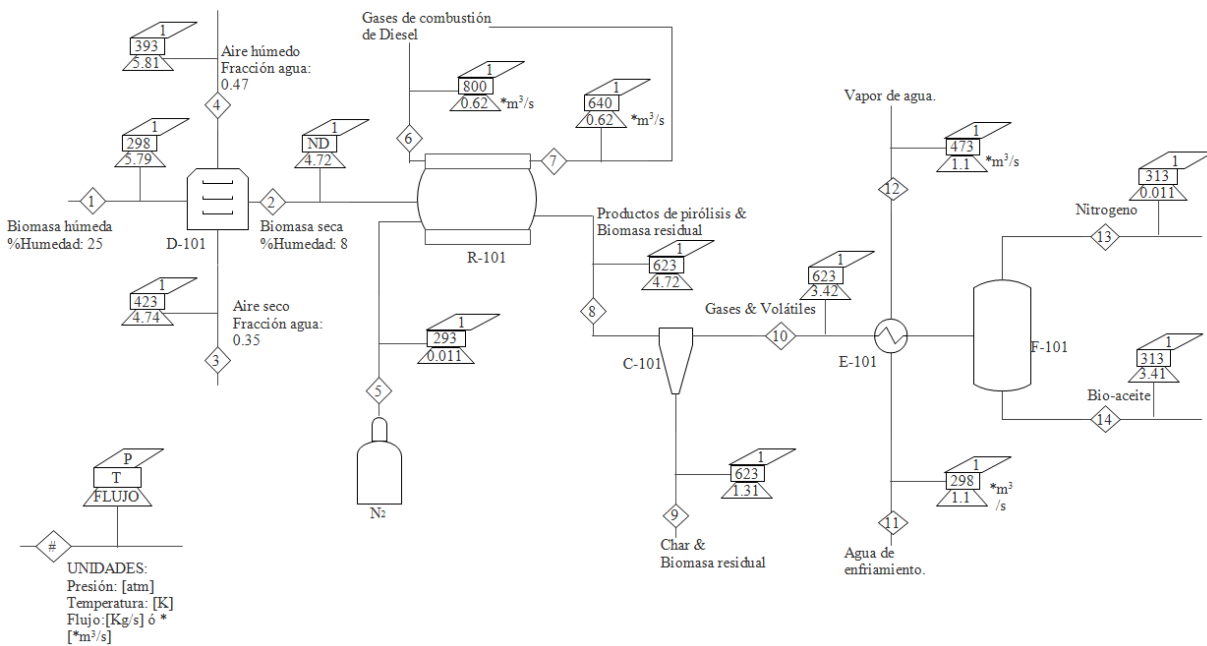 1
393
5.81
Aire húmedo
Fracción agua:
0.47
4
1
298
5.79
1
Biomasa húmeda
%Humedad: 25
D-101
1
ND
4.72
2
Biomasa seca
%Humedad: 8
1
423
4.74
Aire seco
Fracción agua:
0.35
3
Gases de combustión
de Diesel
1
800
0.62
*m³/s
6
1
640
0.62
*m³/s
7
R-101
1
293
0.011
5
N₂
Productos de pirólisis &
Biomasa residual
1
623
4.72
8
C-101
1
623
1.31
9
Char &
Biomasa residual
Gases & Volátiles
1
623
3.42
10
E-101
Vapor de agua.
1
473
1.1
*m³/s
12
1
298
1.1
*m³
/s
11
Agua de
enfriamiento.
F-101
Nitrogeno
1
313
0.011
13
1
313
3.41
Bio-aceite
14
P
T
FLUJO
#
UNIDADES:
Presión: [atm]
Temperatura: [K]
Flujo:[Kg/s] ó *
[*m³/s]